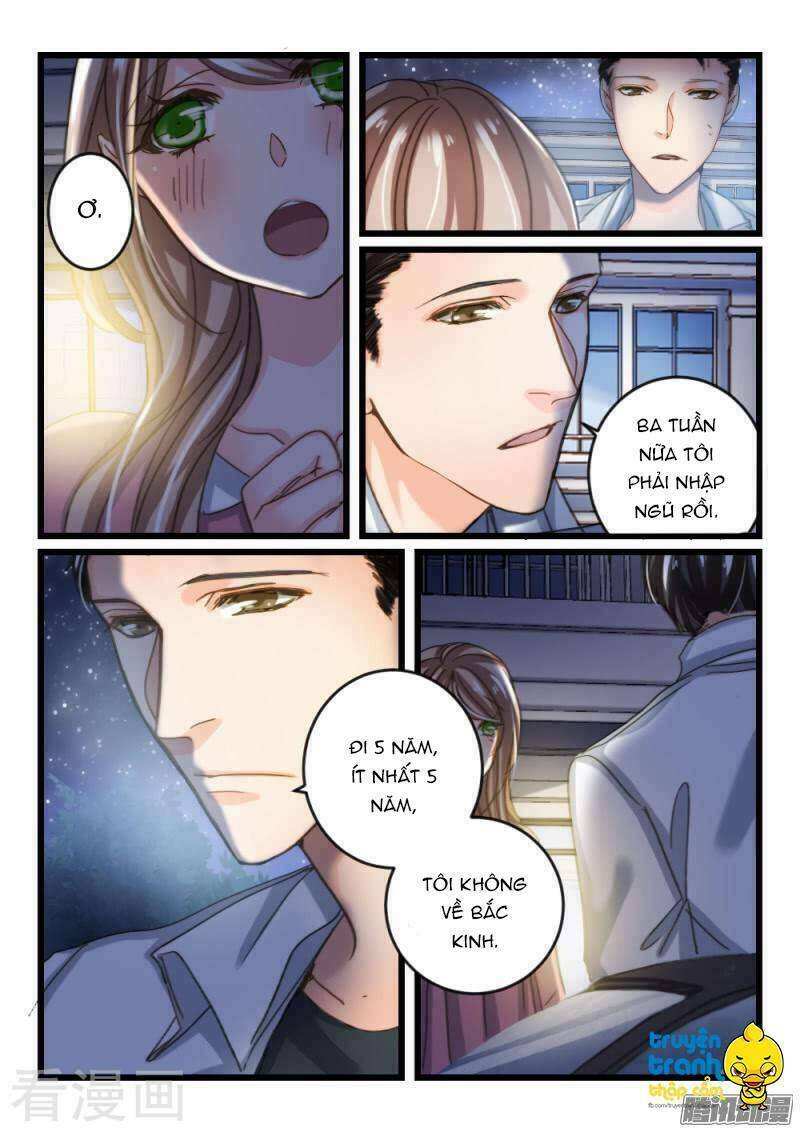 Ơ.
BA TUẦN
NỮA TÔI
PHẢI NHẬP
NGŨ RỒI.
ĐI 5 NĂM,
ÍT NHẤT 5
NĂM,
TÔI KHÔNG
VỀ BẮC
KINH.
看漫画
truyện
tranh
thập cẩm
腾讯动漫